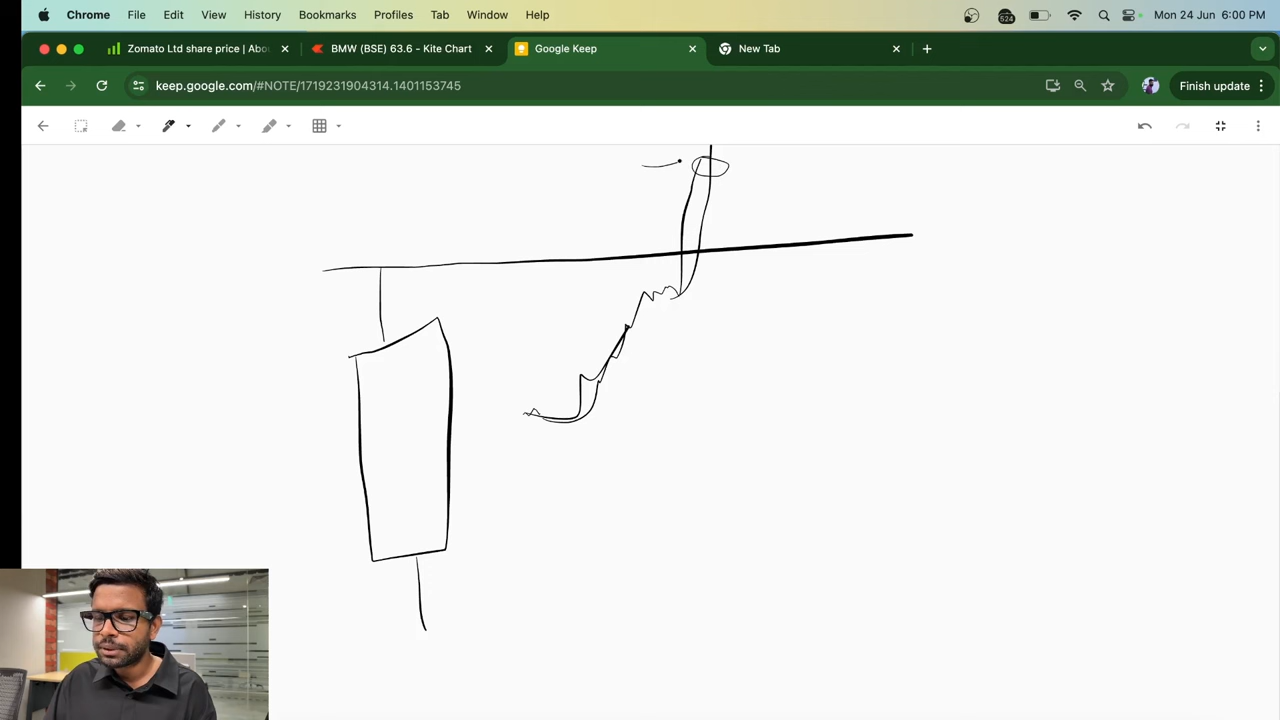 Chrome File Edit View History Bookmarks Profiles Tab Window Help 524 Mon 24 Jun 6:00 PM
Zomato Ltd share price | Abo BMW (BSE) 63.6 - Kite Chart Google Keep New Tab
keep.google.com/#NOTE/1719231904314.1401153745 Finish update